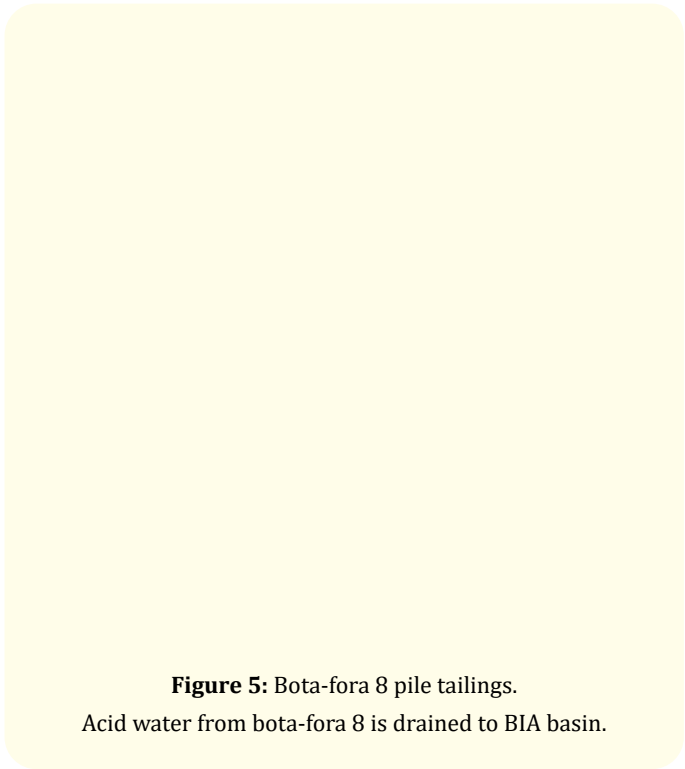 Figure 5: Bota-fora 8 pile tailings.
Acid water from bota-fora 8 is drained to BIA basin.